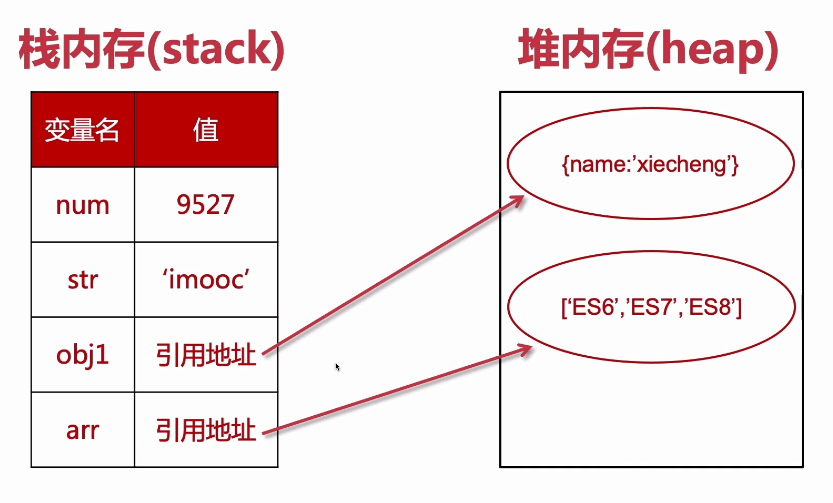 栈内存(stack)
堆内存(heap)
变量名 值
num 9527
str ‘imooc’
obj1 引用地址
arr 引用地址
{name:’xiecheng’}
[‘ES6’,’ES7’,’ES8’]